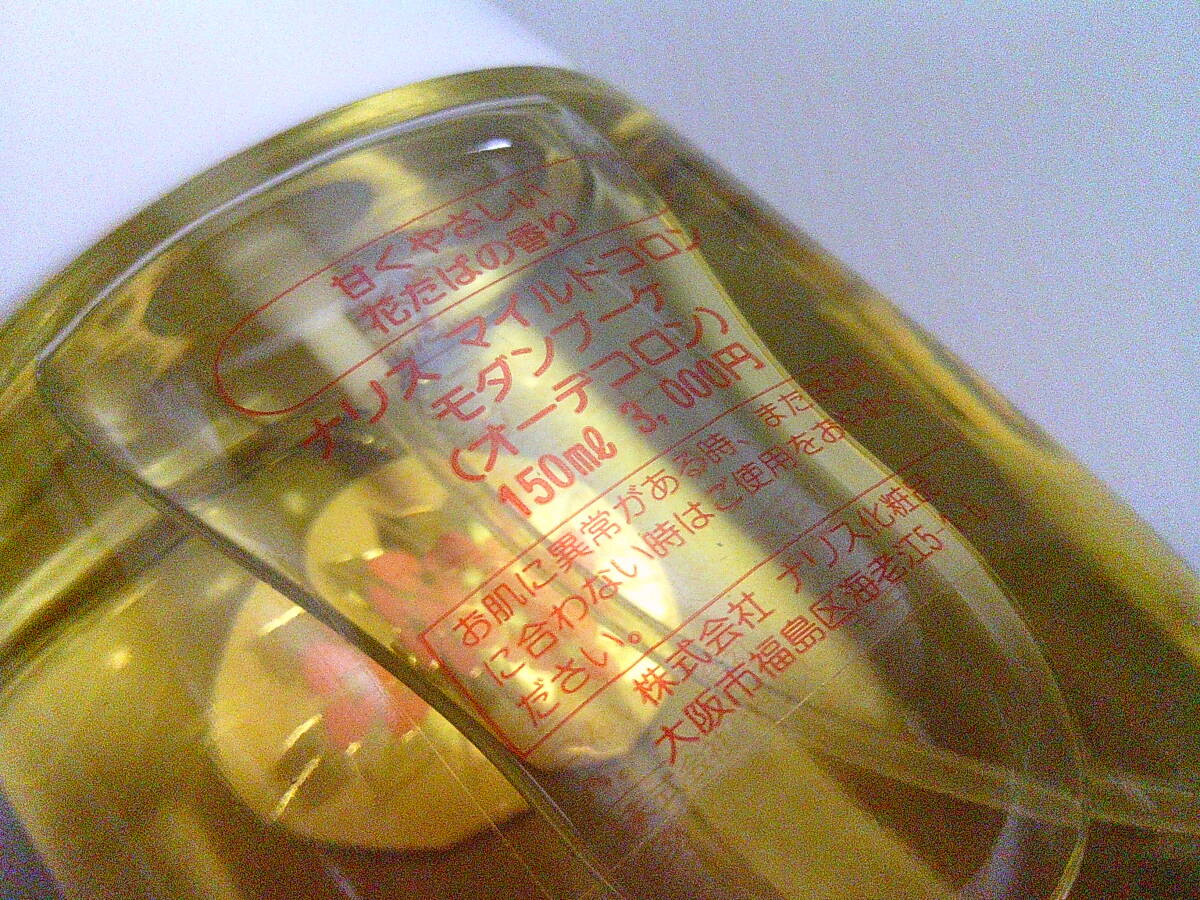 甘くやさしい
花たばの香り
ナリス マイルドコロン
モダンブーケ
(オーデコロン)
150ml 3,000円
お肌に異常がある時、また
に合わない時はご使用をお
ださい。
株式会社 ナリス化粧品
大阪市福島区海老江5